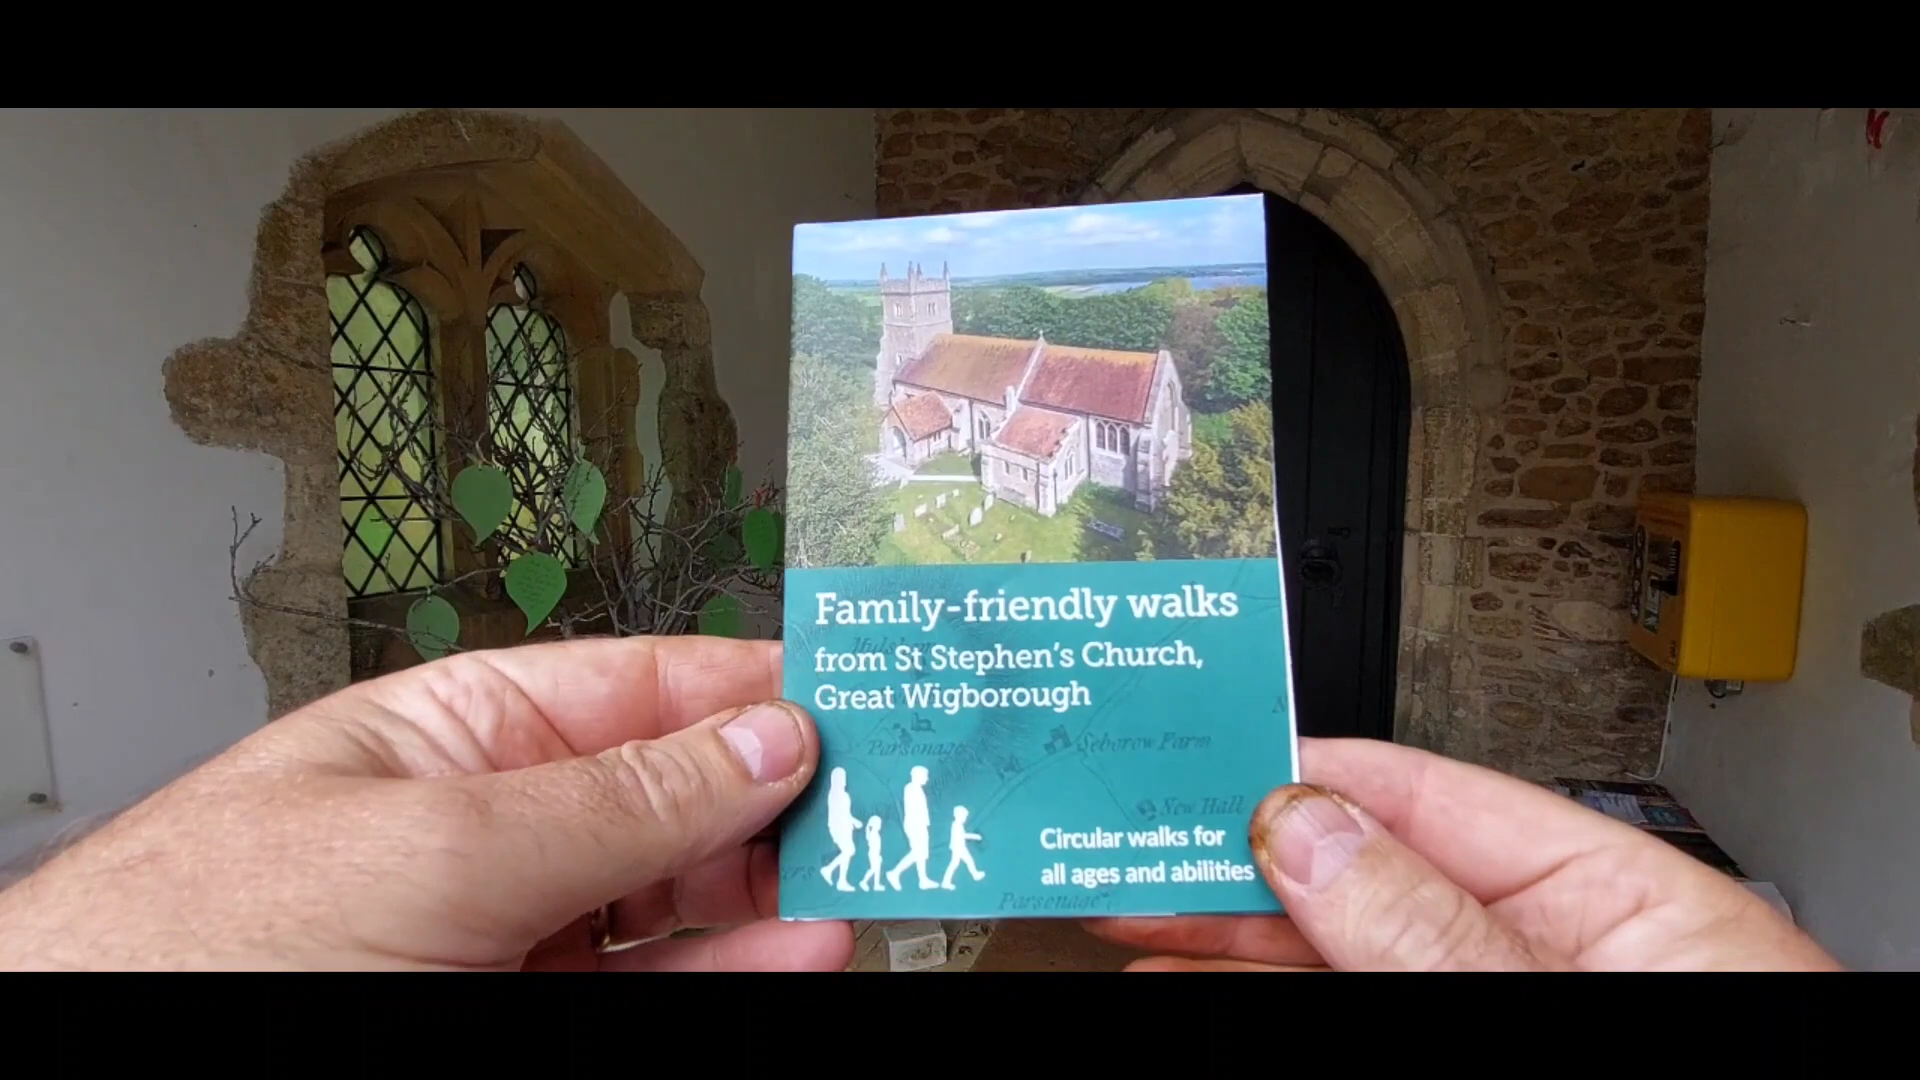 Family-friendly walks
from St Stephen's Church,
Great Wigborough
Parsonage
Seborow Farm
New Hall
Circular walks for
all ages and abilities
Parsonage